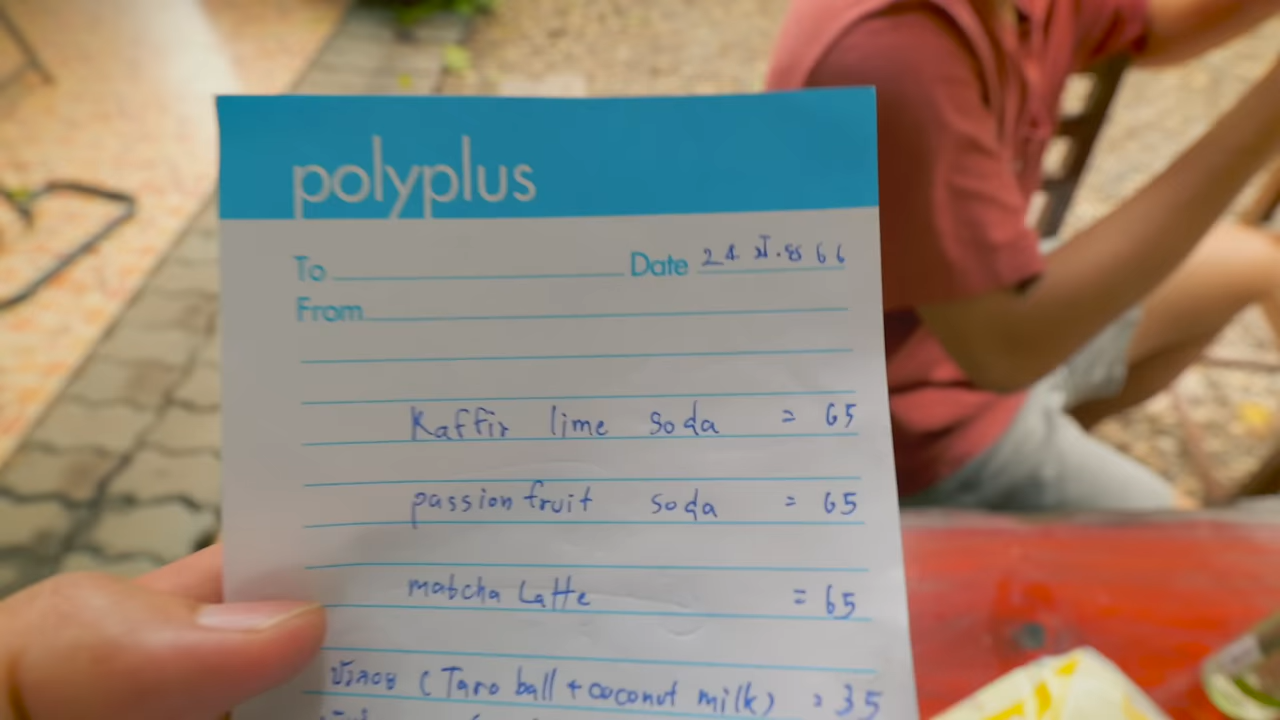 polyplus
To Date 24 มี.ย 66
From
Kaffir lime soda = 65
passion fruit soda = 65
matcha Latte = 65
บัวลอย (Taro ball + coconut milk) = 35